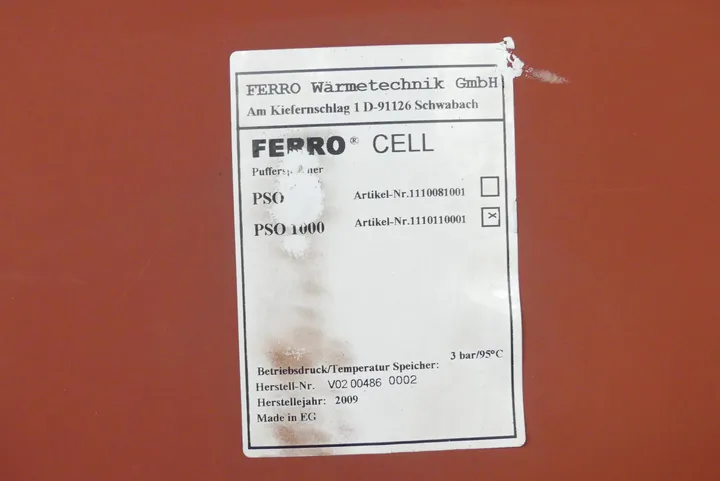 FERRO Wärmetechnik GmbH
Am Kiefernschlag 1 D-91126 Schwabach
FERRO® CELL
PSO
Artikel-Nr.1110081001
PSO 1000
Artikel-Nr.1110110001 x
Betriebsdruck/Temperatur Speicher: 3 bar/95°C
Herstell-Nr. V02 00486 0002
Herstellejahr: 2009
Made in EG